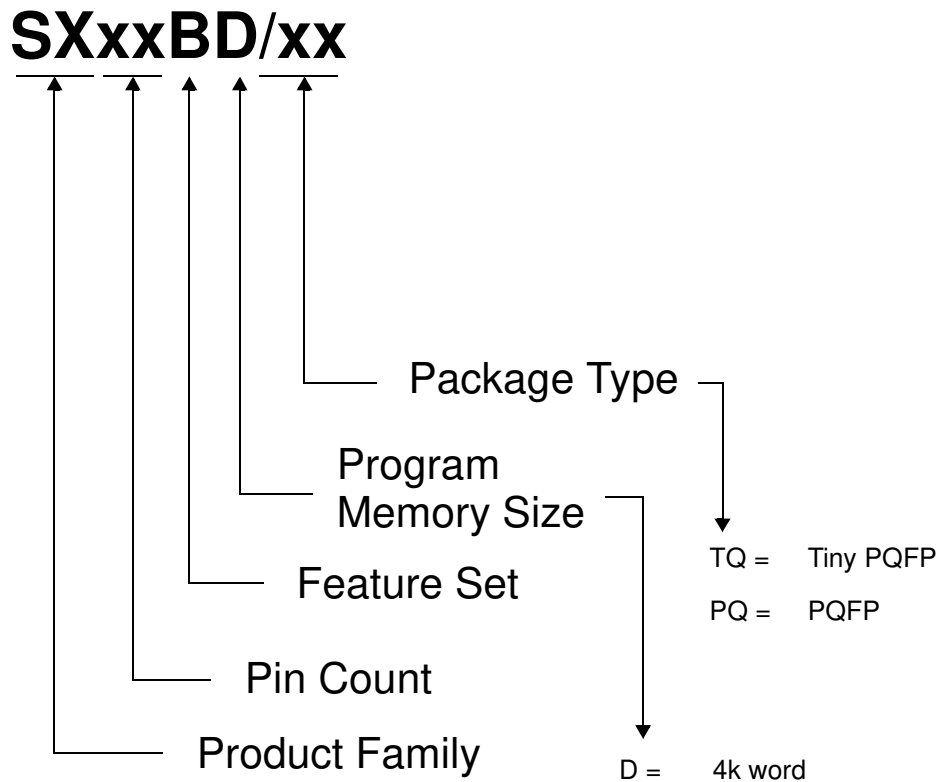 SXxxBD/xx
Package Type
Program
Memory Size
TQ = Tiny PQFP
Feature Set
PQ = PQFP
Pin Count
Product Family
D = 4k word